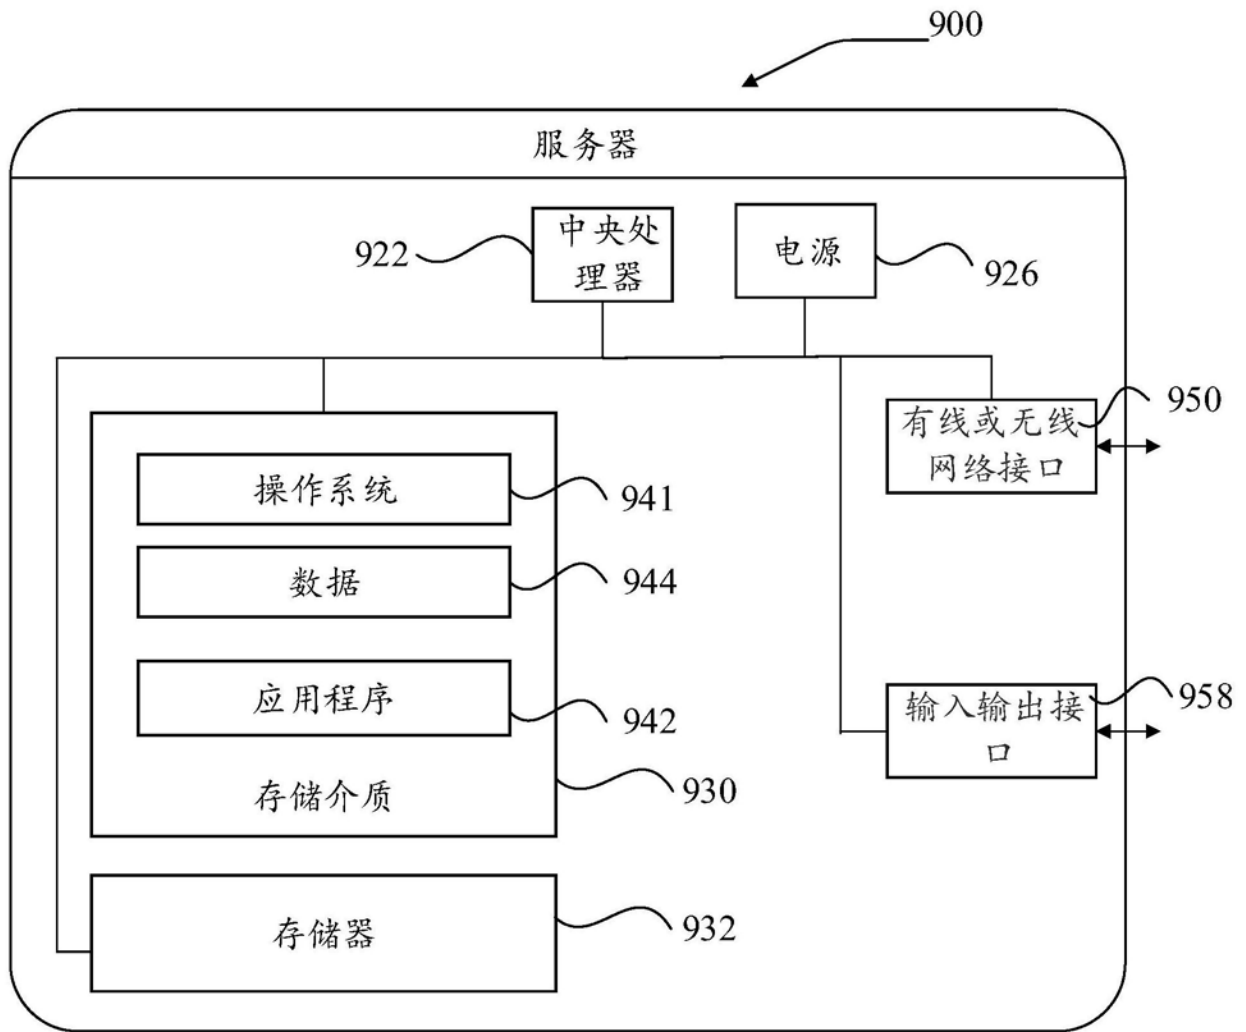 900
服务器
922
中央处
理器
电源
926
有线或无线
网络接口
950
操作系统
941
数据
944
应用程序
942
存储介质
930
输入输出接
口
958
存储器
932